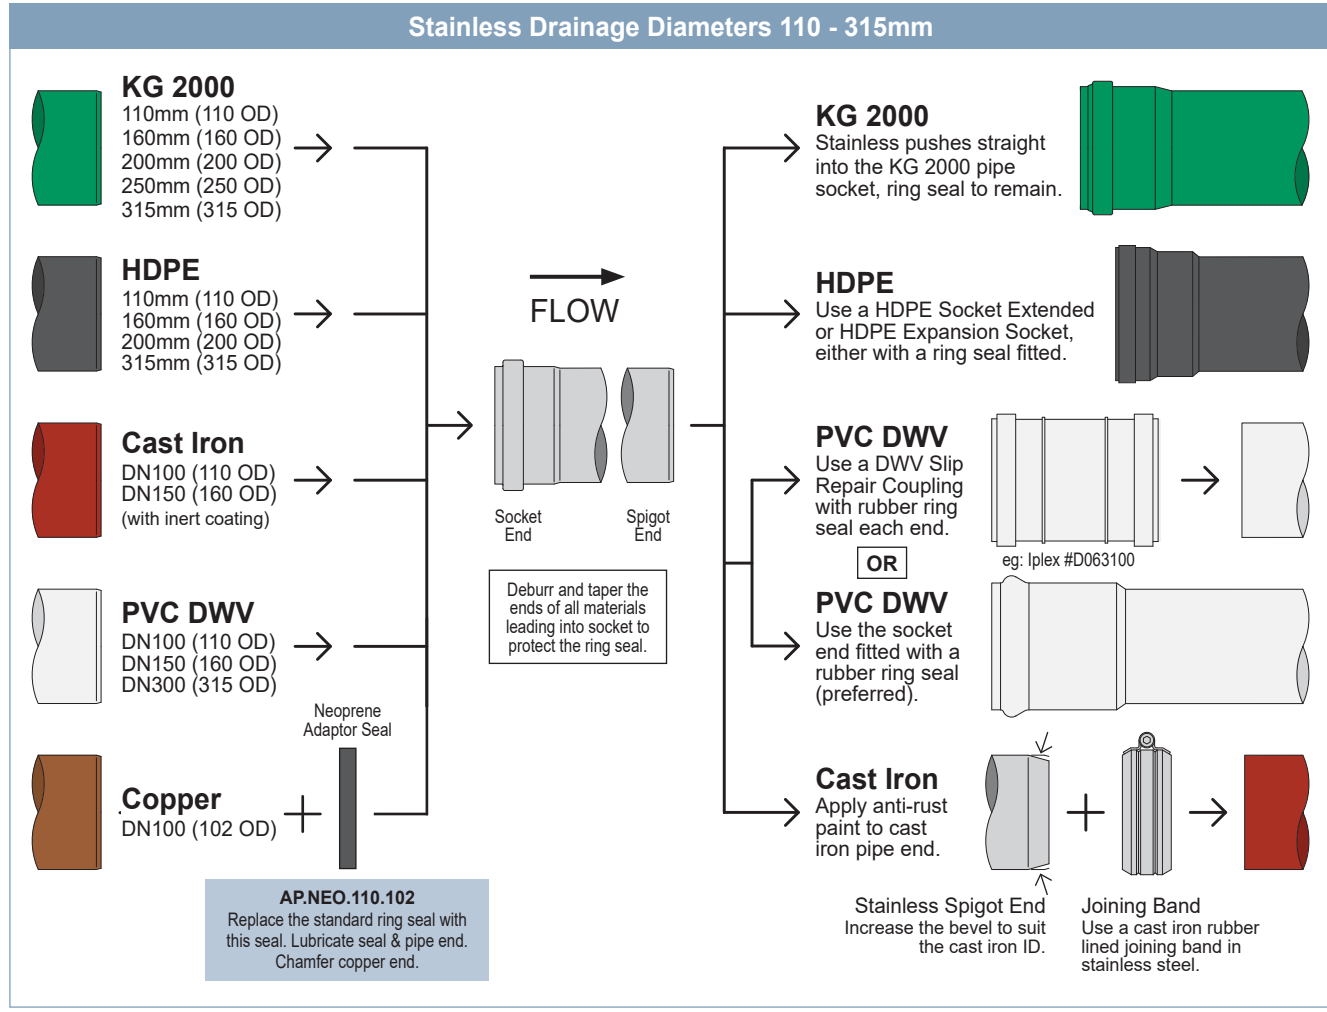 Stainless Drainage Diameters 110 - 315mm
KG 2000
110mm (110 OD)
160mm (160 OD)
200mm (200 OD)
250mm (250 OD)
315mm (315 OD)
HDPE
110mm (110 OD)
160mm (160 OD)
200mm (200 OD)
315mm (315 OD)
Cast Iron
DN100 (110 OD)
DN150 (160 OD)
(with inert coating)
PVC DWV
DN100 (110 OD)
DN150 (160 OD)
DN300 (315 OD)
Neoprene
Adaptor Seal
Copper
DN100 (102 OD)
AP.NEO.110.102
Replace the standard ring seal with
this seal. Lubricate seal & pipe end.
Chamfer copper end.
FLOW
Socket
End
Spigot
End
Deburr and taper the
ends of all materials
leading into socket to
protect the ring seal.
KG 2000
Stainless pushes straight
into the KG 2000 pipe
socket, ring seal to remain.
HDPE
Use a HDPE Socket Extended
or HDPE Expansion Socket,
either with a ring seal fitted.
PVC DWV
Use a DWV Slip
Repair Coupling
with rubber ring
seal each end.
eg: Iplex #D063100
OR
PVC DWV
Use the socket
end fitted with a
rubber ring seal
(preferred).
Cast Iron
Apply anti-rust
paint to cast
iron pipe end.
Stainless Spigot End
Increase the bevel to suit
the cast iron ID.
Joining Band
Use a cast iron rubber
lined joining band in
stainless steel.